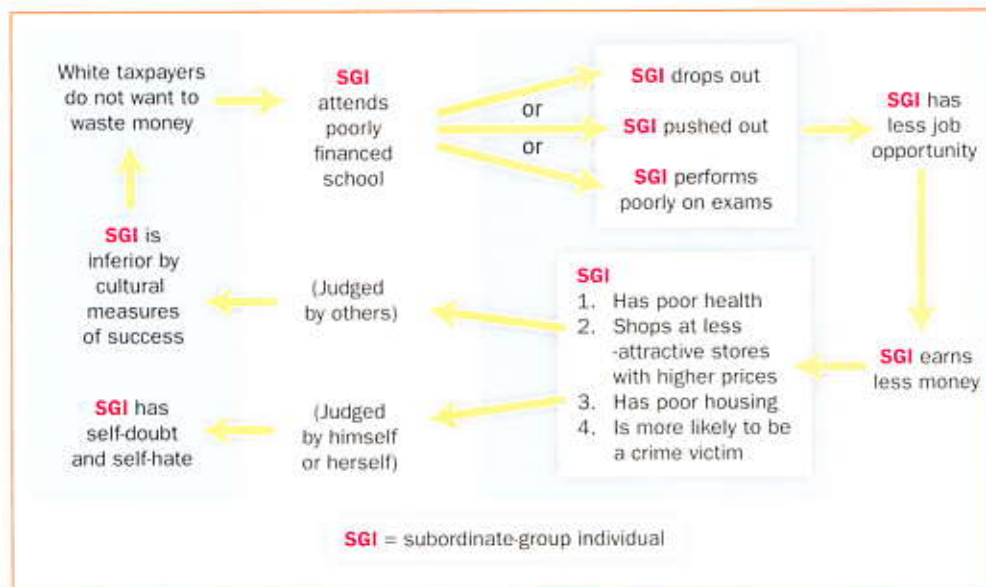 White taxpayers
do not want to
waste money
SGI
attends
poorly
financed
school
or
or
SGI drops out
SGI pushed out
SGI performs
poorly on exams
SGI has
less job
opportunity
SGI earns
less money
SGI
1. Has poor health
2. Shops at less
-attractive stores
with higher prices
3. Has poor housing
4. Is more likely to be
a crime victim
(Judged
by others)
SGI is
inferior by
cultural
measures
of success
(Judged
by himself
or herself)
SGI has
self-doubt
and self-hate
SGI = subordinate-group individual